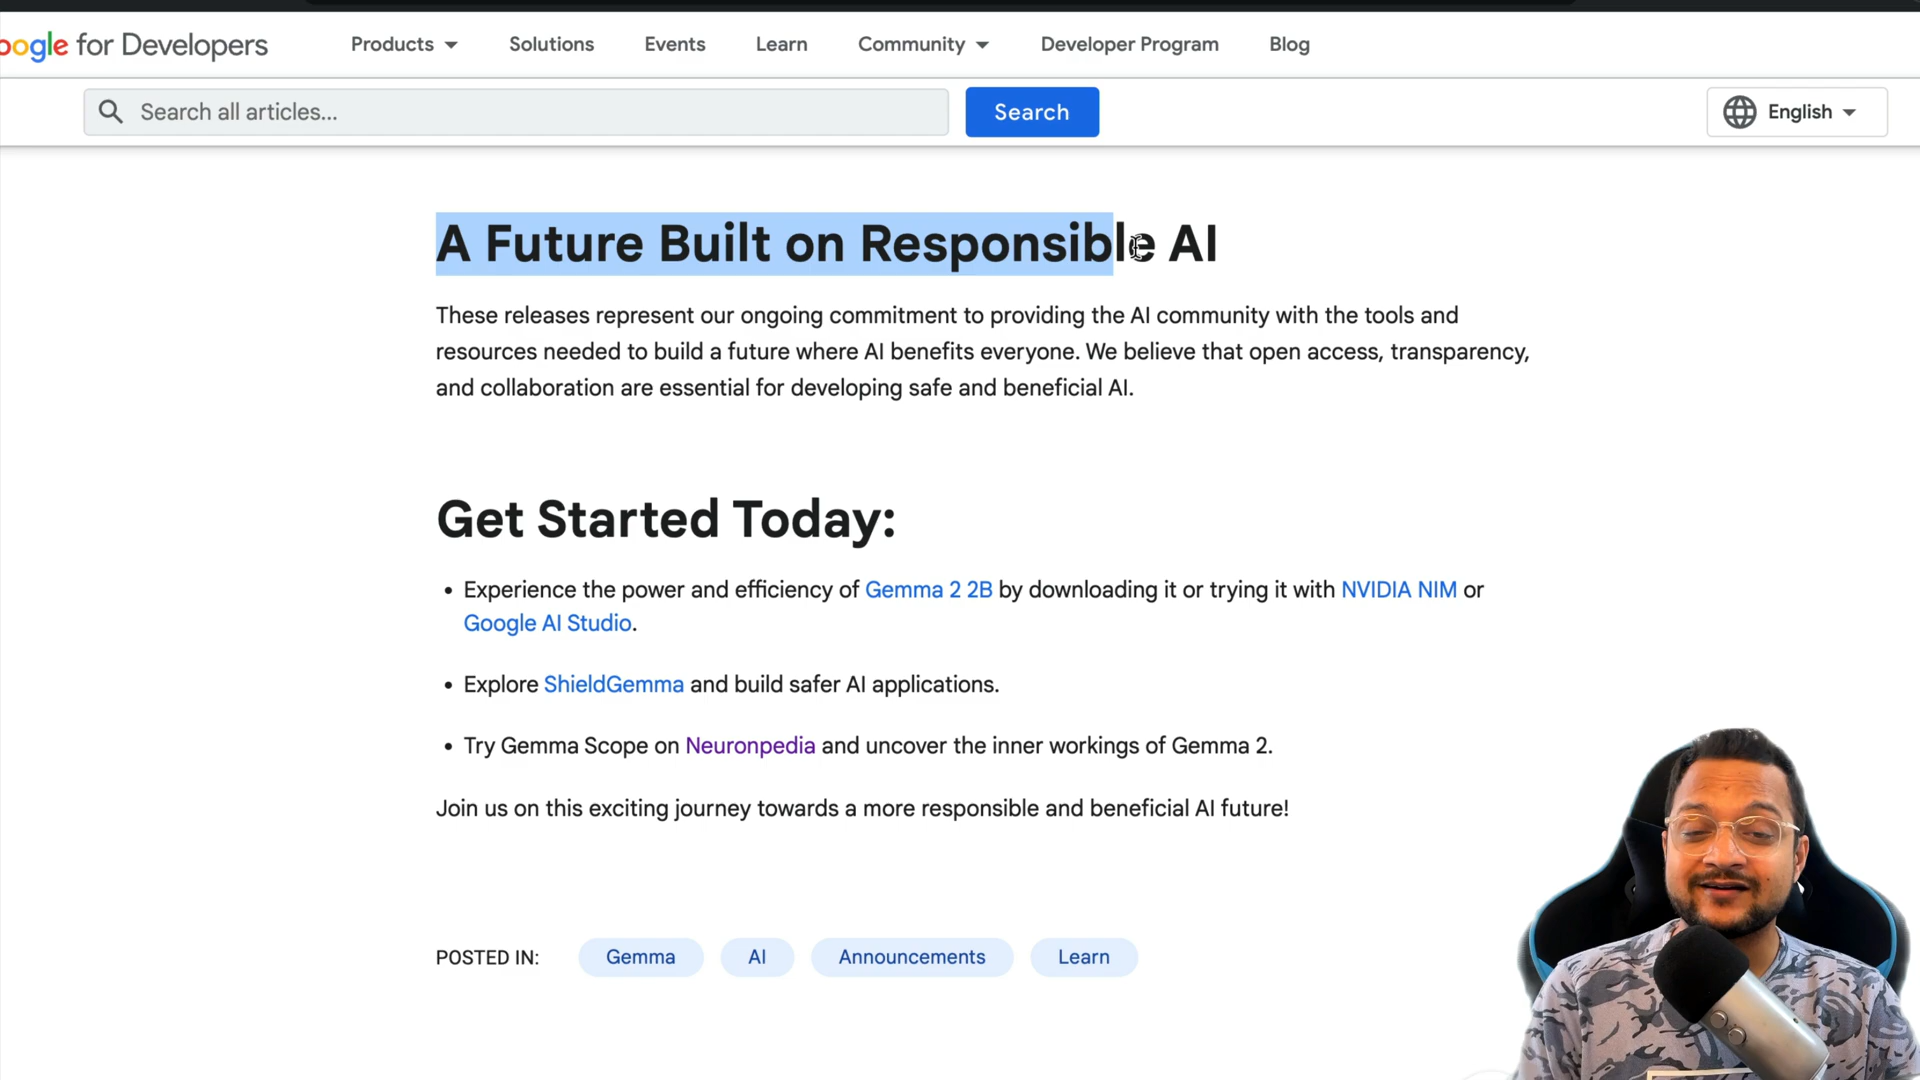 oogle for Developers
Products
Solutions
Events
Learn
Community
Developer Program
Blog
Search all articles...
Search
English
A Future Built on Responsible AI
These releases represent our ongoing commitment to providing the AI community with the tools and
resources needed to build a future where AI benefits everyone. We believe that open access, transparency,
and collaboration are essential for developing safe and beneficial AI.
Get Started Today:
• Experience the power and efficiency of Gemma 2 2B by downloading it or trying it with NVIDIA NIM or
Google AI Studio.
• Explore ShieldGemma and build safer AI applications.
• Try Gemma Scope on Neuronpedia and uncover the inner workings of Gemma 2.
Join us on this exciting journey towards a more responsible and beneficial AI future!
POSTED IN:
Gemma
AI
Announcements
Learn